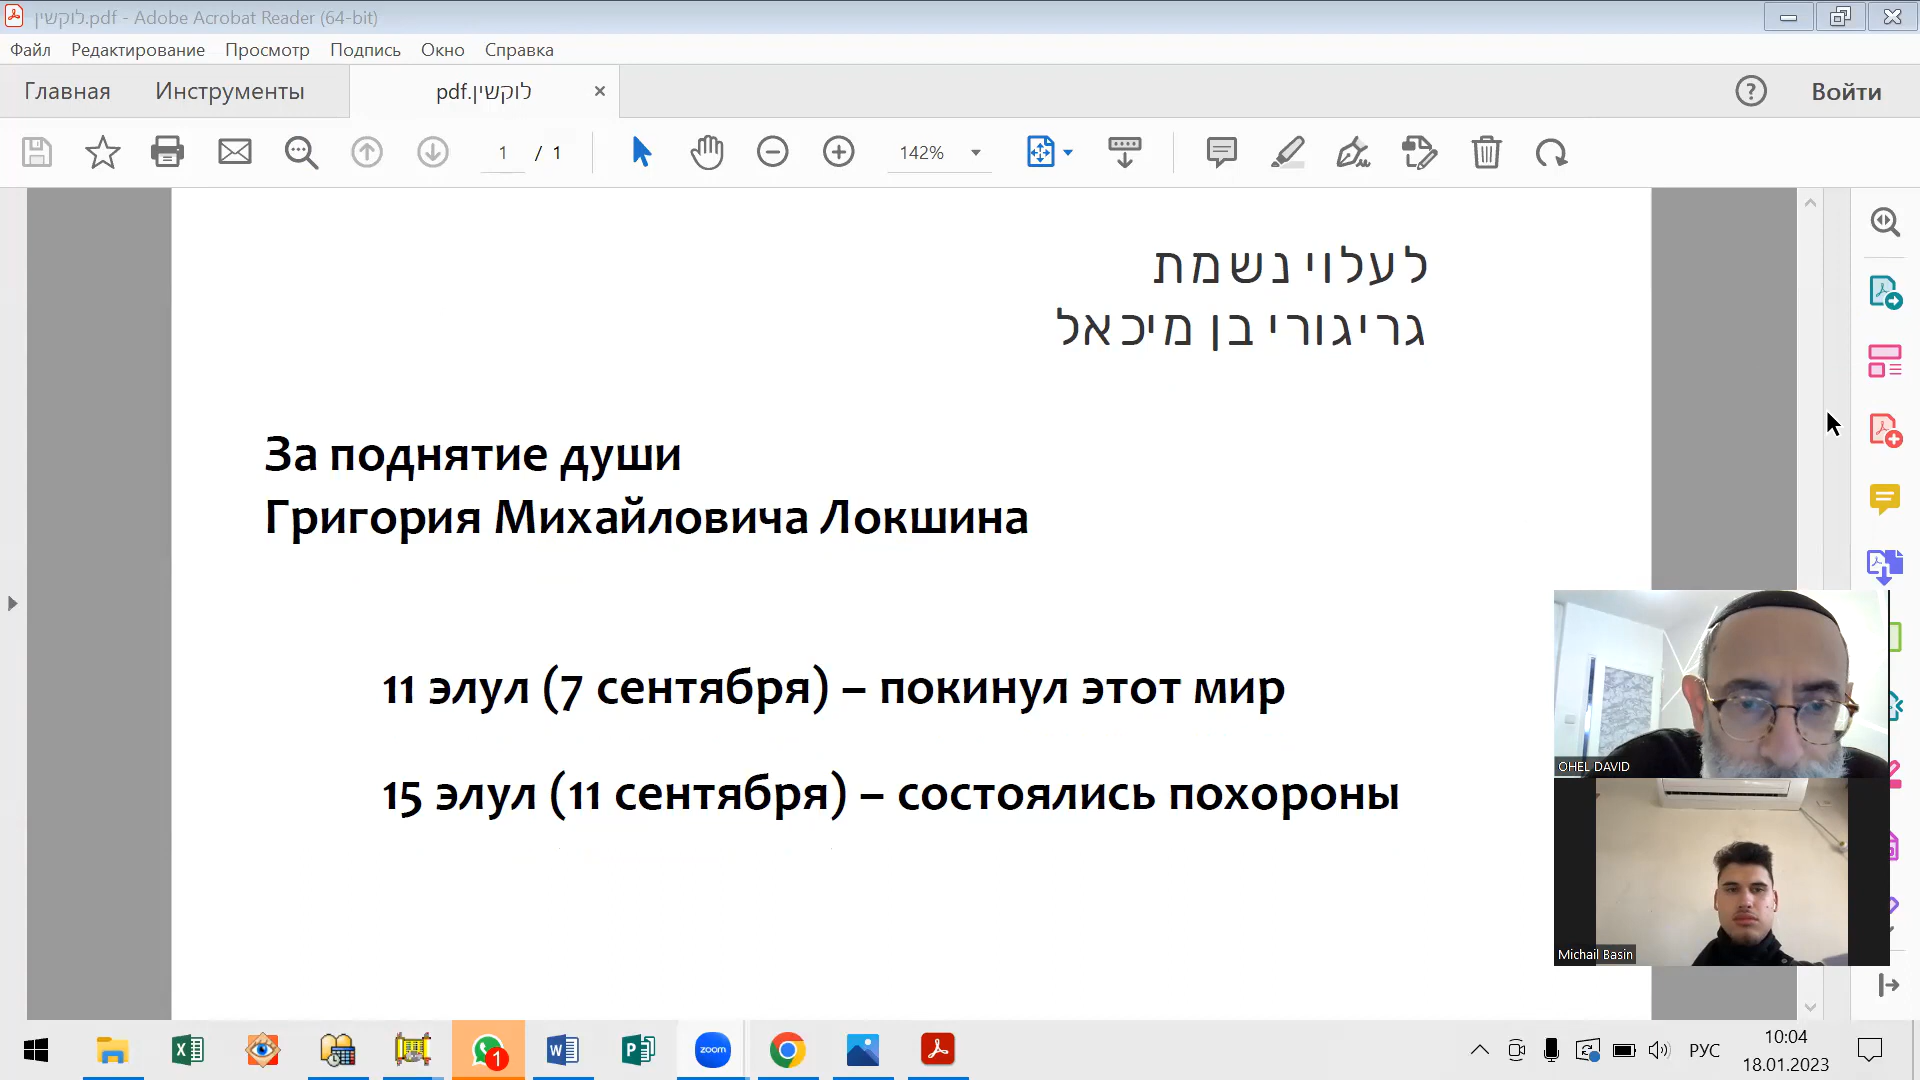 לוקשין.pdf - Adobe Acrobat Reader (64-bit)
Файл Редактирование Просмотр Подпись Окно Справка
Главная Инструменты לוקשין.pdf Войти
1 / 1 142%
לעלוי נשמת
גריגורי בן מיכאל
За поднятие души
Григория Михайловича Локшина
11 элул (7 сентября) – покинул этот мир
15 элул (11 сентября) – состоялись похороны
OHEL DAVID
Michail Basin
1 zoom РУС 10:04
18.01.2023